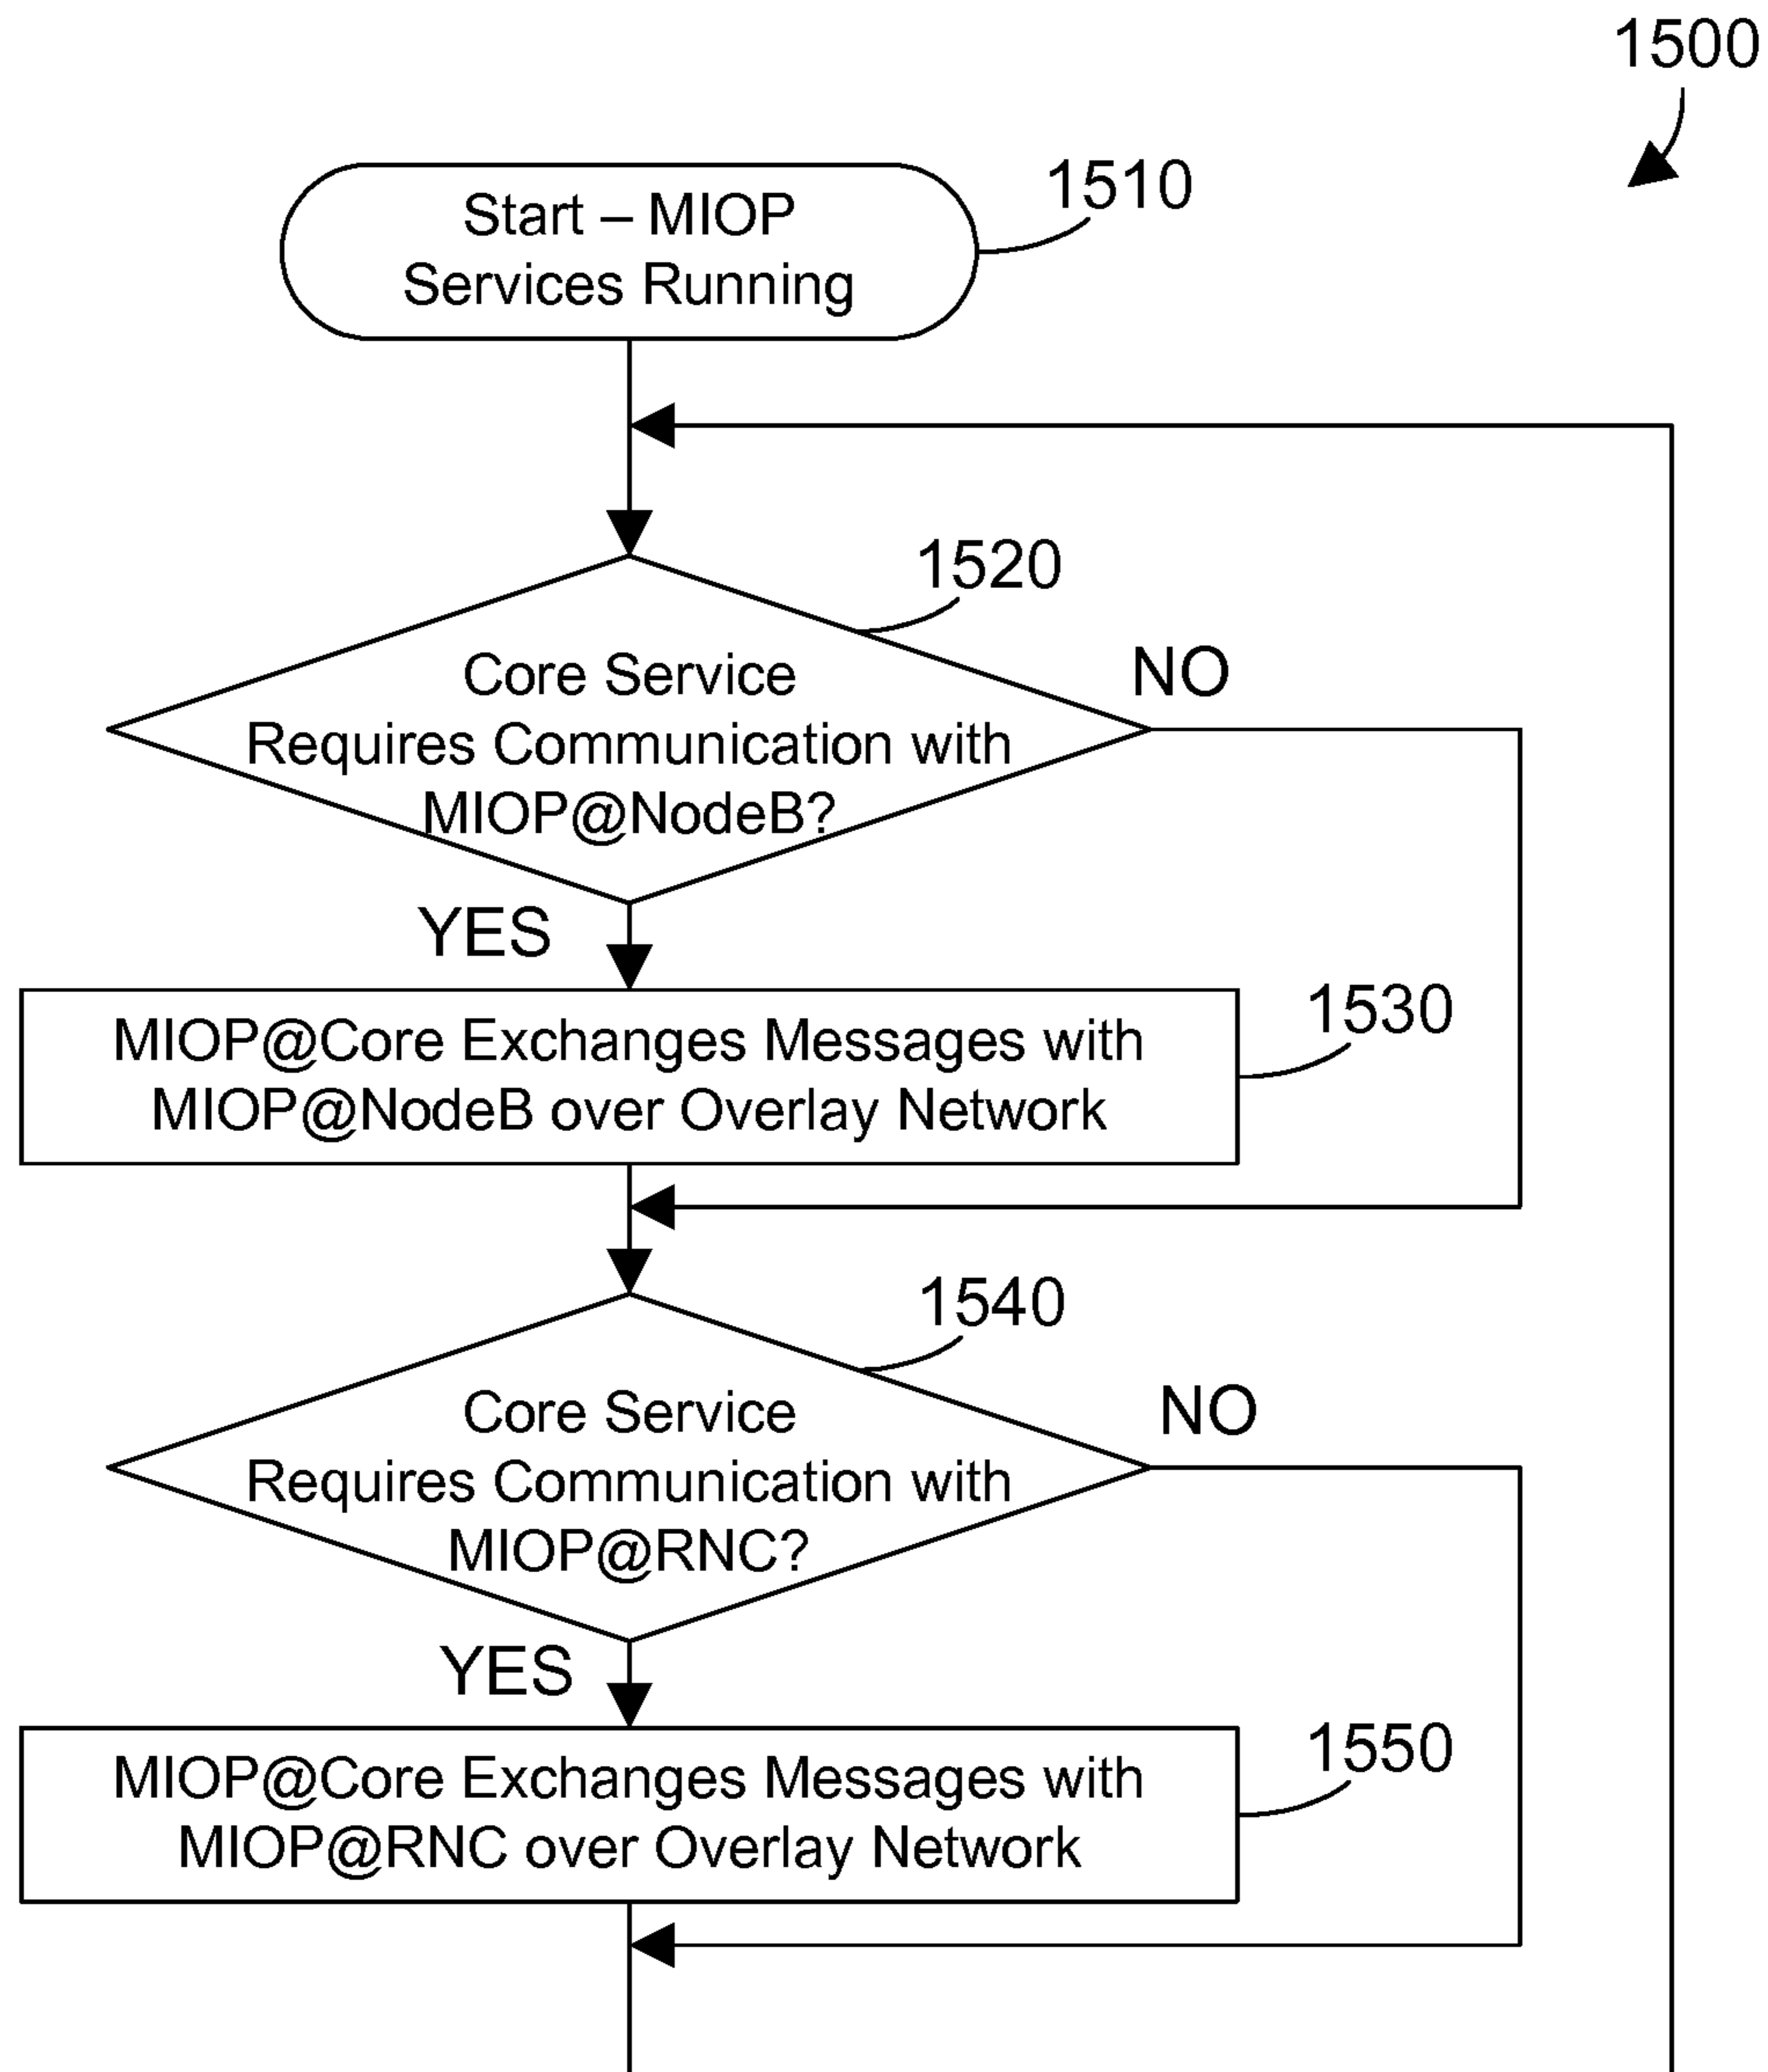 1500
Start – MIOP
Services Running
1510
1520
Core Service
Requires Communication with
MIOP@NodeB?
NO
YES
1530
MIOP@Core Exchanges Messages with
MIOP@NodeB over Overlay Network
1540
Core Service
Requires Communication with
MIOP@RNC?
NO
YES
1550
MIOP@Core Exchanges Messages with
MIOP@RNC over Overlay Network